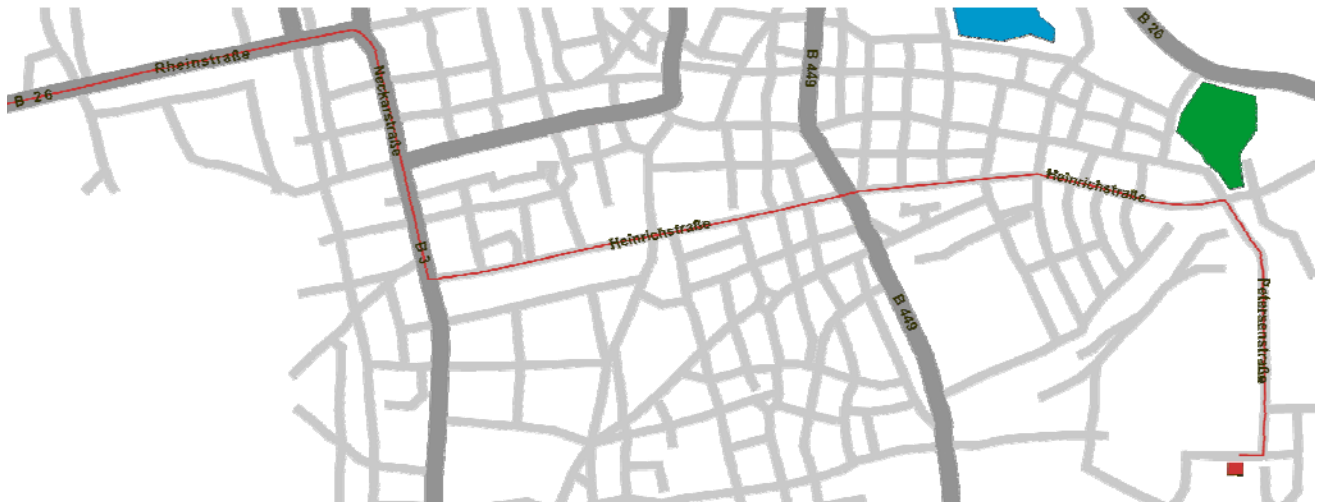 B 26
Rheinstraße
Neckarstraße
B 3
Heinrichstraße
B 449
B 449
Heinrichstraße
B 26
Petersenstraße